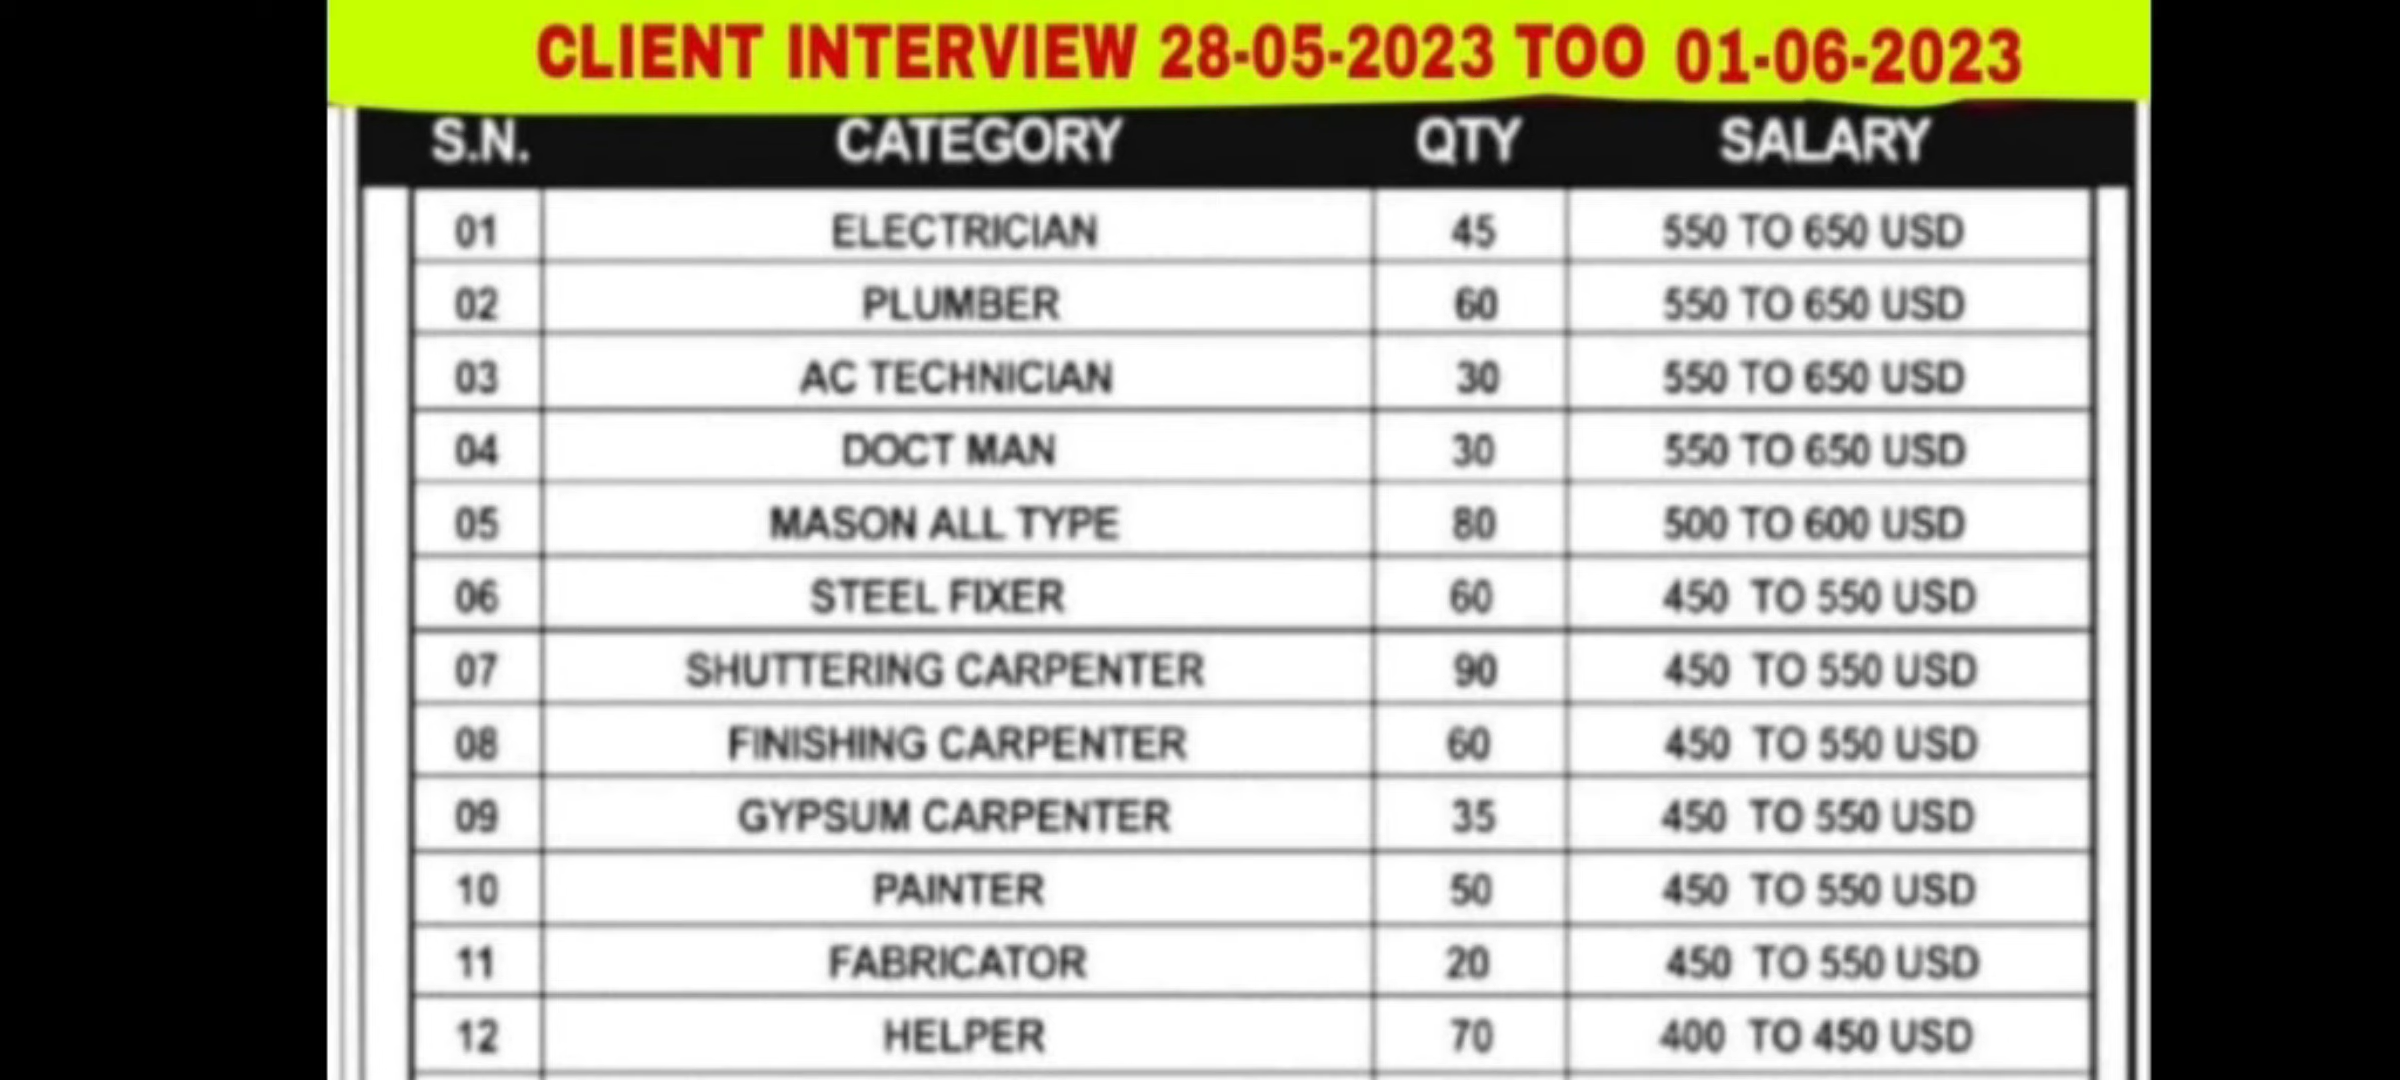 CLIENT INTERVIEW 28-05-2023 TOO 01-06-2023
S.N. CATEGORY QTY SALARY
01 ELECTRICIAN 45 550 TO 650 USD
02 PLUMBER 60 550 TO 650 USD
03 AC TECHNICIAN 30 550 TO 650 USD
04 DOCT MAN 30 550 TO 650 USD
05 MASON ALL TYPE 80 500 TO 600 USD
06 STEEL FIXER 60 450 TO 550 USD
07 SHUTTERING CARPENTER 90 450 TO 550 USD
08 FINISHING CARPENTER 60 450 TO 550 USD
09 GYPSUM CARPENTER 35 450 TO 550 USD
10 PAINTER 50 450 TO 550 USD
11 FABRICATOR 20 450 TO 550 USD
12 HELPER 70 400 TO 450 USD